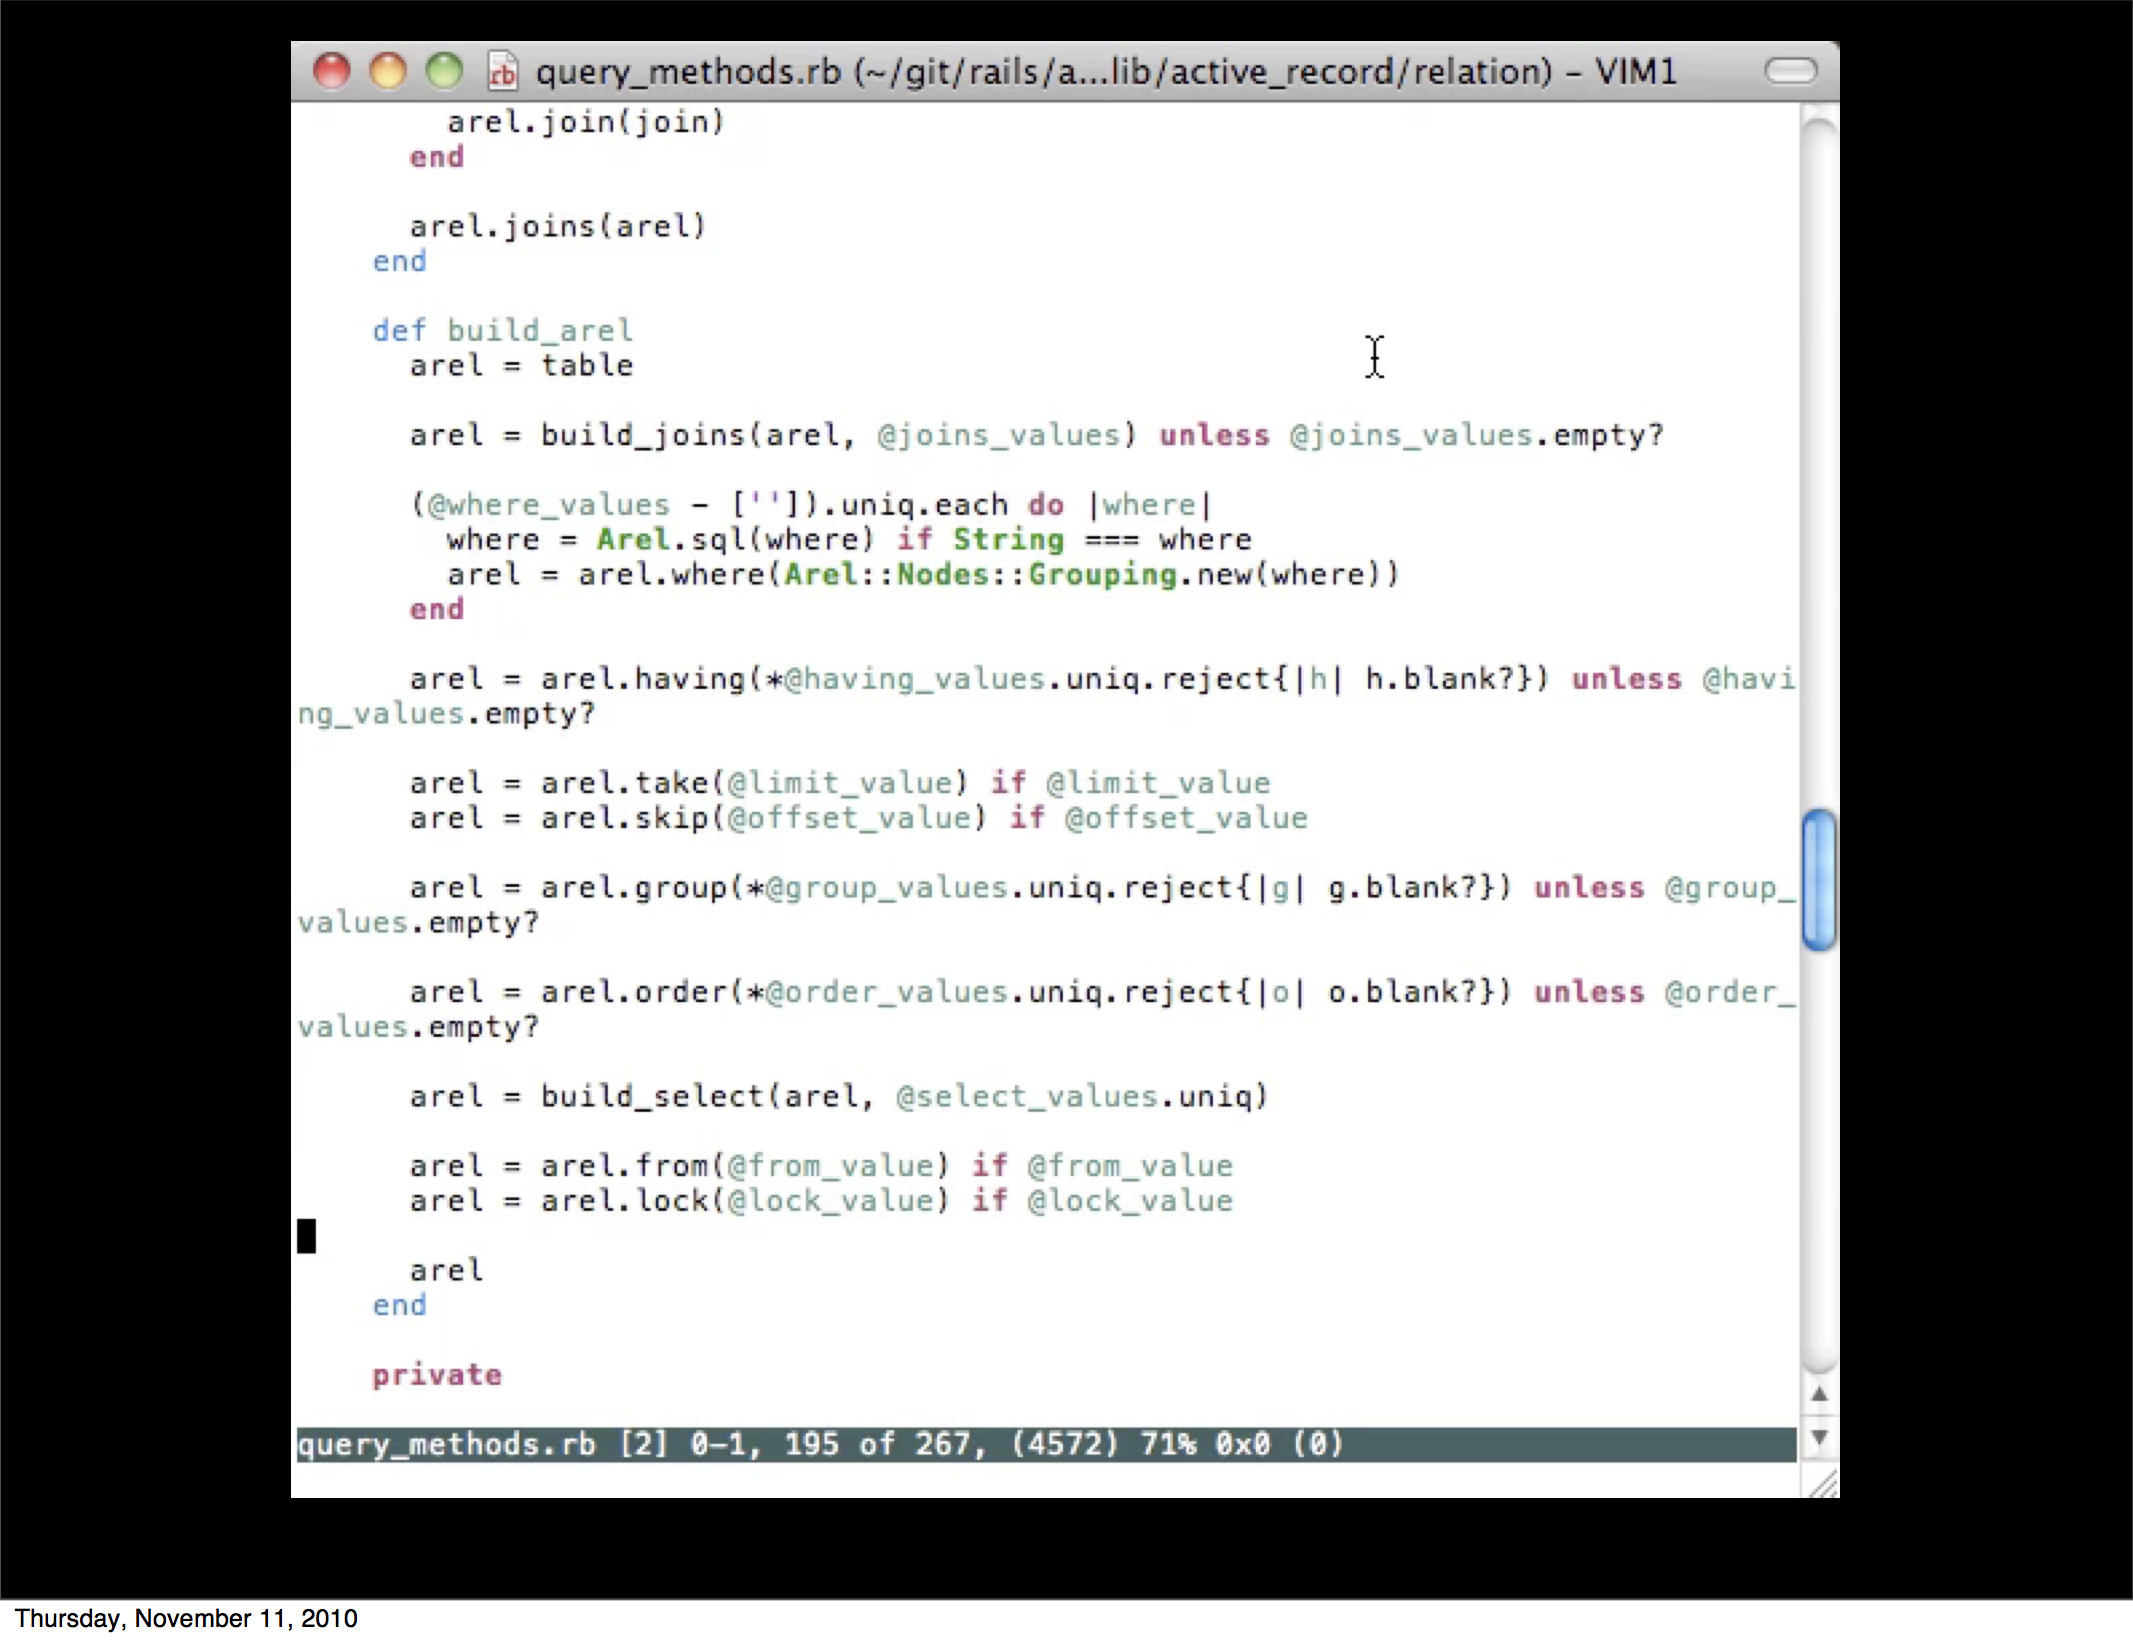 query_methods.rb (~/git/rails/a...lib/active_record/relation) – VIM1
        arel.join(join)
      end

      arel.joins(arel)
    end

    def build_arel
      arel = table

      arel = build_joins(arel, @joins_values) unless @joins_values.empty?

      (@where_values - ['']).uniq.each do |where|
        where = Arel.sql(where) if String === where
        arel = arel.where(Arel::Nodes::Grouping.new(where))
      end

      arel = arel.having(*@having_values.uniq.reject{|h| h.blank?}) unless @havi
ng_values.empty?

      arel = arel.take(@limit_value) if @limit_value
      arel = arel.skip(@offset_value) if @offset_value

      arel = arel.group(*@group_values.uniq.reject{|g| g.blank?}) unless @group_
values.empty?

      arel = arel.order(*@order_values.uniq.reject{|o| o.blank?}) unless @order_
values.empty?

      arel = build_select(arel, @select_values.uniq)

      arel = arel.from(@from_value) if @from_value
      arel = arel.lock(@lock_value) if @lock_value

      arel
    end

    private
query_methods.rb [2] 0-1, 195 of 267, (4572) 71% 0x0 (0)
Thursday, November 11, 2010